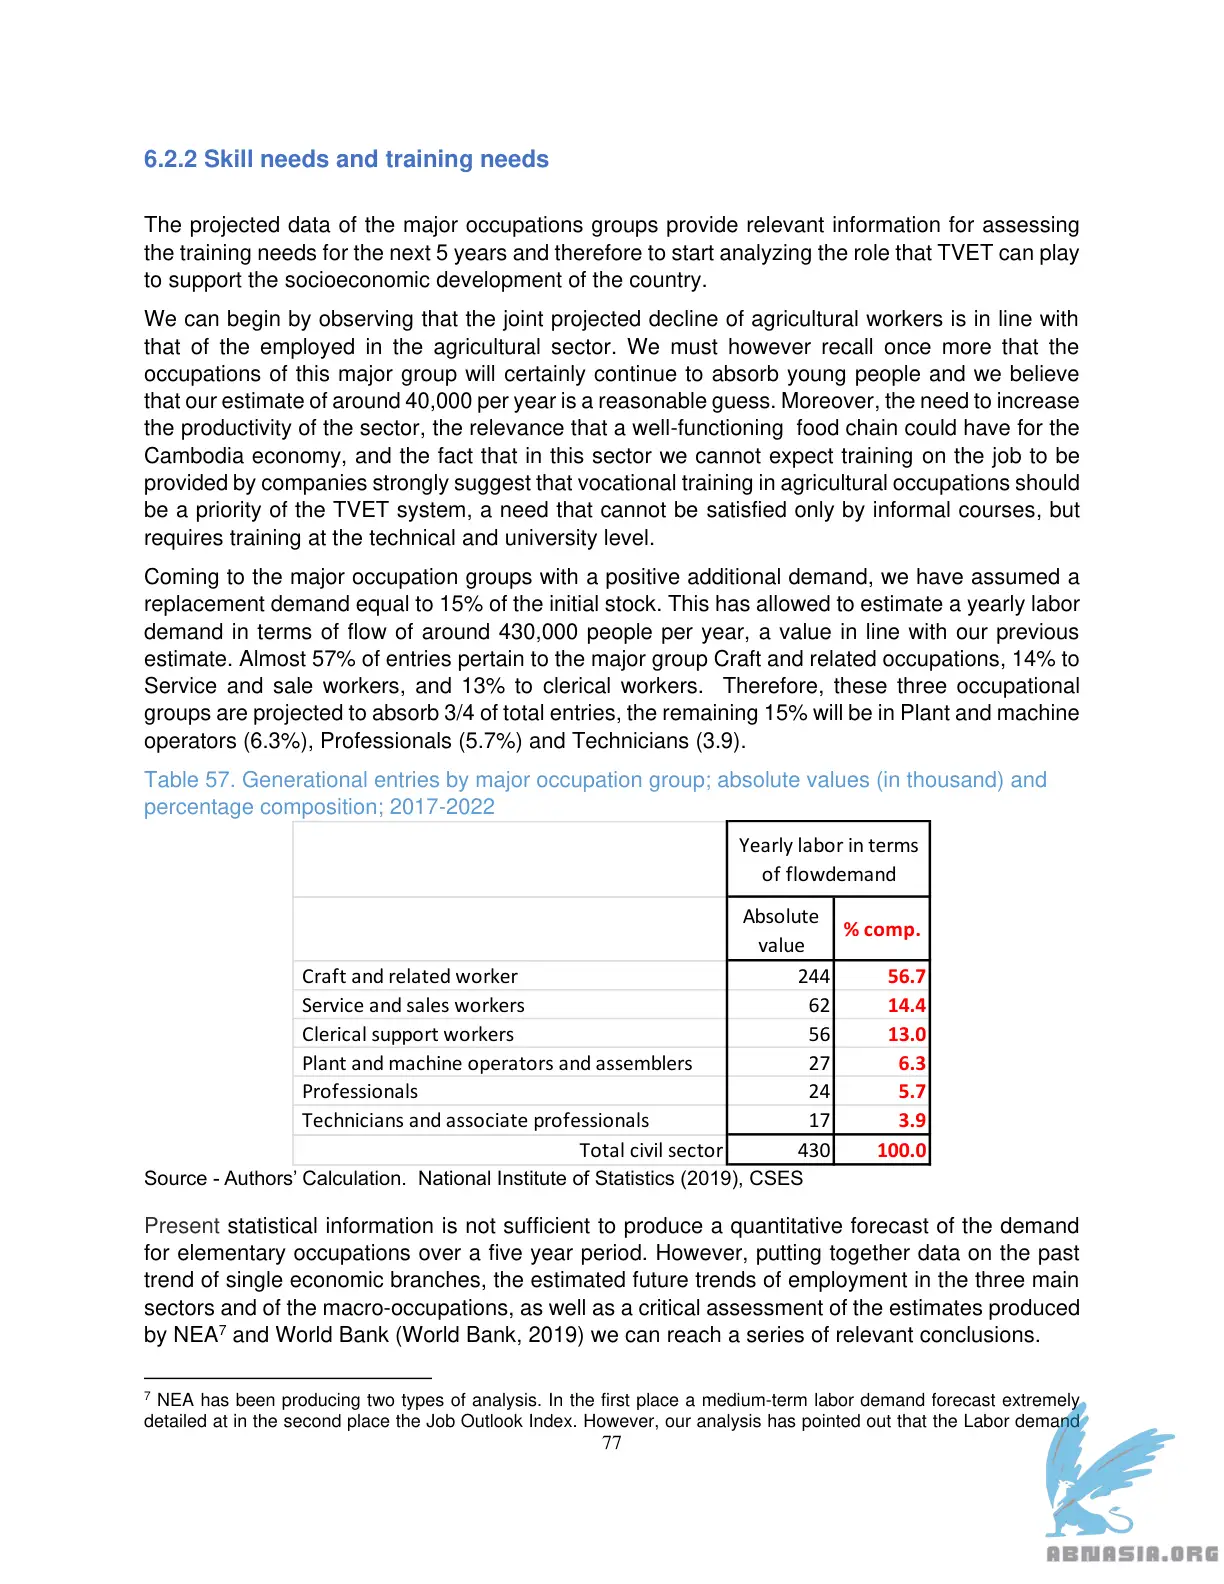 6.2.2 Skill needs and training needs
The projected data of the major occupations groups provide relevant information for assessing
the training needs for the next 5 years and therefore to start analyzing the role that TVET can play
to support the socioeconomic development of the country.
We can begin by observing that the joint projected decline of agricultural workers is in line with
that of the employed in the agricultural sector. We must however recall once more that the
occupations of this major group will certainly continue to absorb young people and we believe
that our estimate of around 40,000 per year is a reasonable guess. Moreover, the need to increase
the productivity of the sector, the relevance that a well-functioning food chain could have for the
Cambodia economy, and the fact that in this sector we cannot expect training on the job to be
provided by companies strongly suggest that vocational training in agricultural occupations should
be a priority of the TVET system, a need that cannot be satisfied only by informal courses, but
requires training at the technical and university level.
Coming to the major occupation groups with a positive additional demand, we have assumed a
replacement demand equal to 15% of the initial stock. This has allowed to estimate a yearly labor
demand in terms of flow of around 430,000 people per year, a value in line with our previous
estimate. Almost 57% of entries pertain to the major group Craft and related occupations, 14% to
Service and sale workers, and 13% to clerical workers. Therefore, these three occupational
groups are projected to absorb 3/4 of total entries, the remaining 15% will be in Plant and machine
operators (6.3%), Professionals (5.7%) and Technicians (3.9).
Table 57. Generational entries by major occupation group; absolute values (in thousand) and
percentage composition; 2017-2022
Yearly labor in terms
of flowdemand
Absolute
value
% comp.
Craft and related worker 244 56.7
Service and sales workers 62 14.4
Clerical support workers 56 13.0
Plant and machine operators and assemblers 27 6.3
Professionals 24 5.7
Technicians and associate professionals 17 3.9
Total civil sector 430 100.0
Source - Authors' Calculation. National Institute of Statistics (2019), CSES
Present statistical information is not sufficient to produce a quantitative forecast of the demand
for elementary occupations over a five year period. However, putting together data on the past
trend of single economic branches, the estimated future trends of employment in the three main
sectors and of the macro-occupations, as well as a critical assessment of the estimates produced
by NEA⁷ and World Bank (World Bank, 2019) we can reach a series of relevant conclusions.
⁷ NEA has been producing two types of analysis. In the first place a medium-term labor demand forecast extremely
detailed at in the second place the Job Outlook Index. However, our analysis has pointed out that the Labor demand
77
ABNASIA.ORG